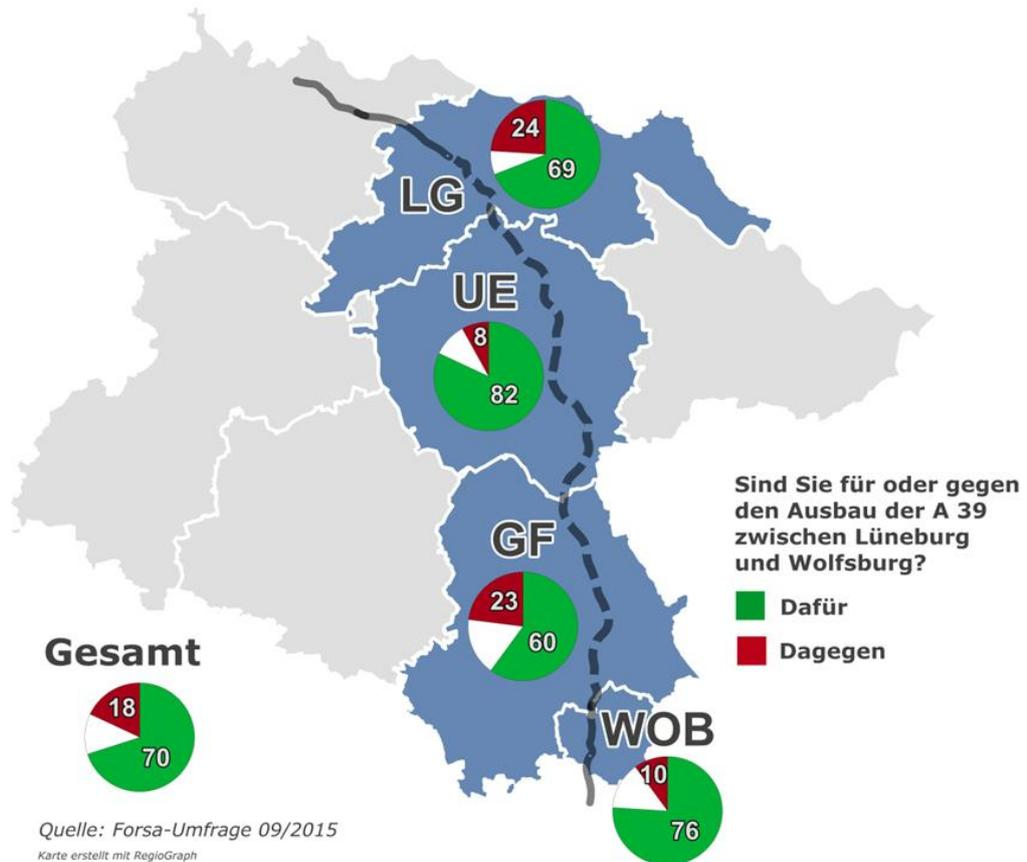 24
69
LG
UE
8
82
GF
23
60
Sind Sie für oder gegen
den Ausbau der A 39
zwischen Lüneburg
und Wolfsburg?
Dafür
Dagegen
Gesamt
18
70
WOB
10
76
Quelle: Forsa-Umfrage 09/2015
Karte erstellt mit RegioGraph